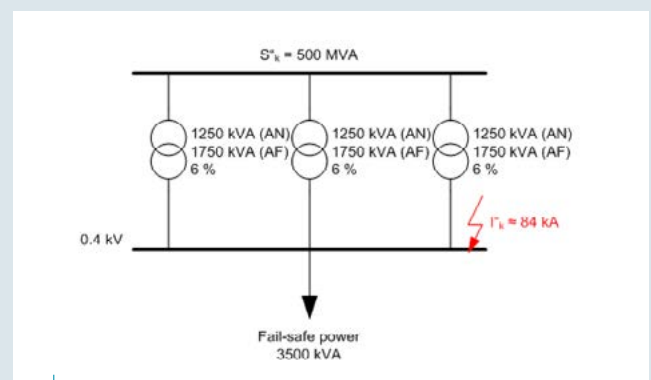 S"k = 500 MVA
1250 kVA (AN)
1750 kVA (AF)
6 %
1250 kVA (AN)
1750 kVA (AF)
6 %
1250 kVA (AN)
1750 kVA (AF)
6 %
I"k ≈ 84 kA
0.4 kV
Fail-safe power
3500 kVA